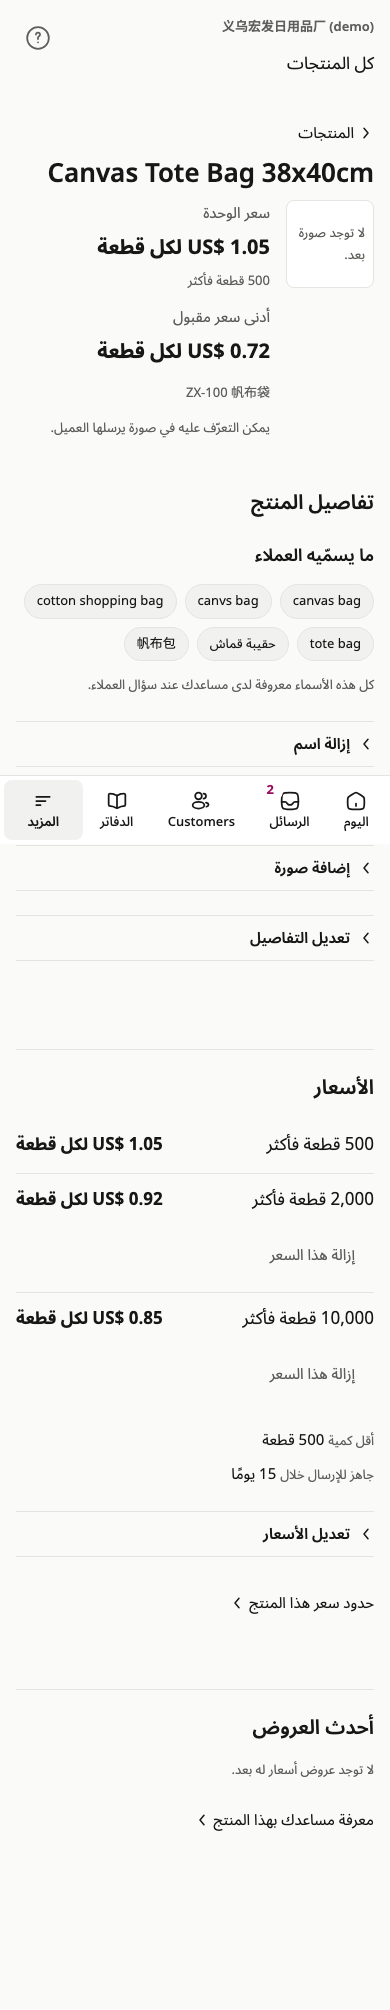 义乌宏发日用品厂 (demo)
كل المنتجات
المنتجات
Canvas Tote Bag 38x40cm
لا توجد صورة
بعد.
سعر الوحدة
US$ 1.05 لكل قطعة
500 قطعة فأكثر
أدنى سعر مقبول
US$ 0.72 لكل قطعة
ZX-100 帆布袋
يمكن التعرّف عليه في صورة يرسلها العميل.
تفاصيل المنتج
ما يسمّيه العملاء
canvas bag
canvs bag
cotton shopping bag
tote bag
حقيبة قماش
帆布包
كل هذه الأسماء معروفة لدى مساعدك عند سؤال العملاء.
إزالة اسم
اليوم
الرسائل
2
Customers
الدفاتر
المزيد
إضافة صورة
تعديل التفاصيل
الأسعار
500 قطعة فأكثر
US$ 1.05 لكل قطعة
2,000 قطعة فأكثر
US$ 0.92 لكل قطعة
إزالة هذا السعر
10,000 قطعة فأكثر
US$ 0.85 لكل قطعة
إزالة هذا السعر
أقل كمية 500 قطعة
جاهز للإرسال خلال 15 يومًا
تعديل الأسعار
حدود سعر هذا المنتج
أحدث العروض
لا توجد عروض أسعار له بعد.
معرفة مساعدك بهذا المنتج